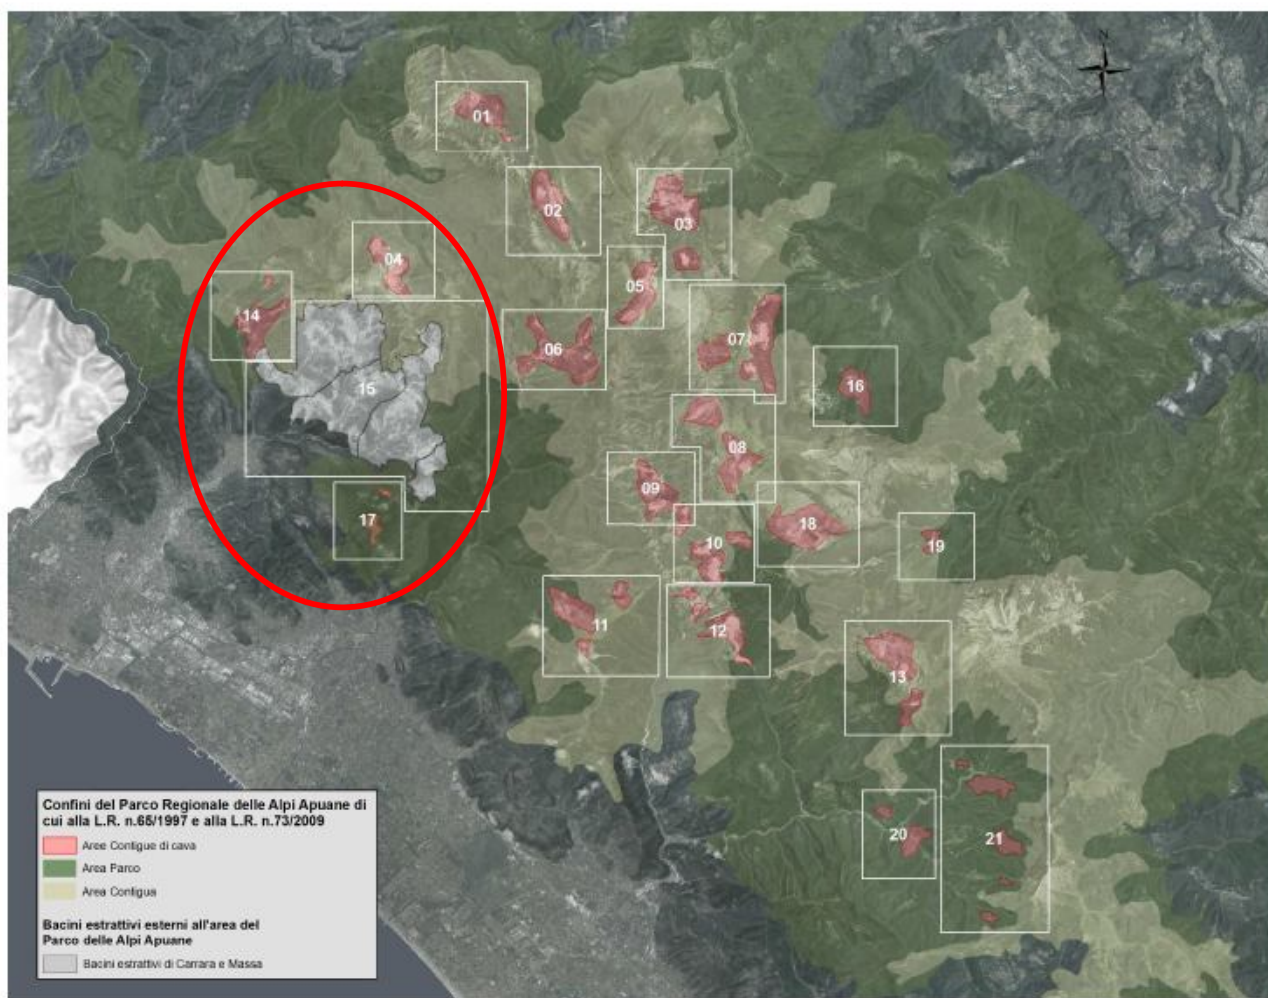 N
01
02
03
04
05
14
07
06
15
16
08
09
17
18
10
19
11
12
13
20
21
Confini del Parco Regionale delle Alpi Apuane di
cui alla L.R. n.65/1997 e alla L.R. n.73/2009
Aree Contigue di cava
Area Parco
Area Contigua
Bacini estrattivi esterni all'area del
Parco delle Alpi Apuane
Bacini estrattivi di Carrara e Massa